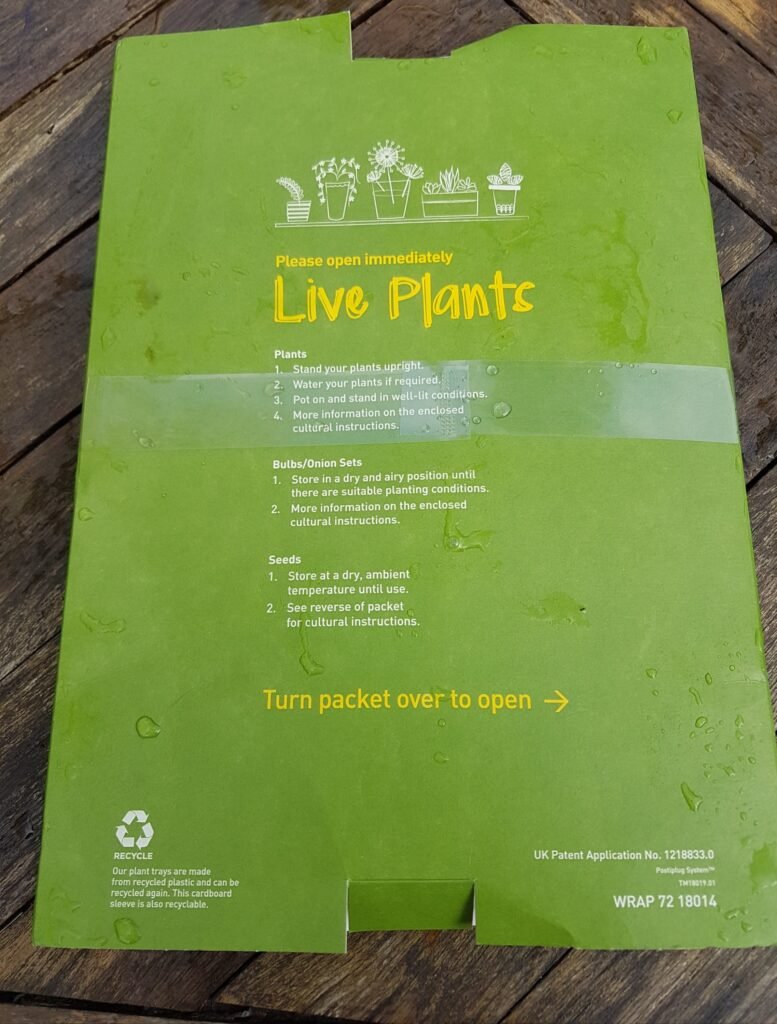 Please open immediately
Live Plants
Plants
1. Stand your plants upright.
2. Water your plants if required.
3. Pot on and stand in well-lit conditions.
4. More information on the enclosed
cultural instructions.
Bulbs/Onion Sets
1. Store in a dry and airy position until
there are suitable planting conditions.
2. More information on the enclosed
cultural instructions.
Seeds
1. Store at a dry, ambient
temperature until use.
2. See reverse of packet
for cultural instructions.
Turn packet over to open →
RECYCLE
Our plant trays are made
from recycled plastic and can be
recycled again. This cardboard
sleeve is also recyclable.
UK Patent Application No. 1218833.0
Postiplug System™
TM18019.01
WRAP 72 18014